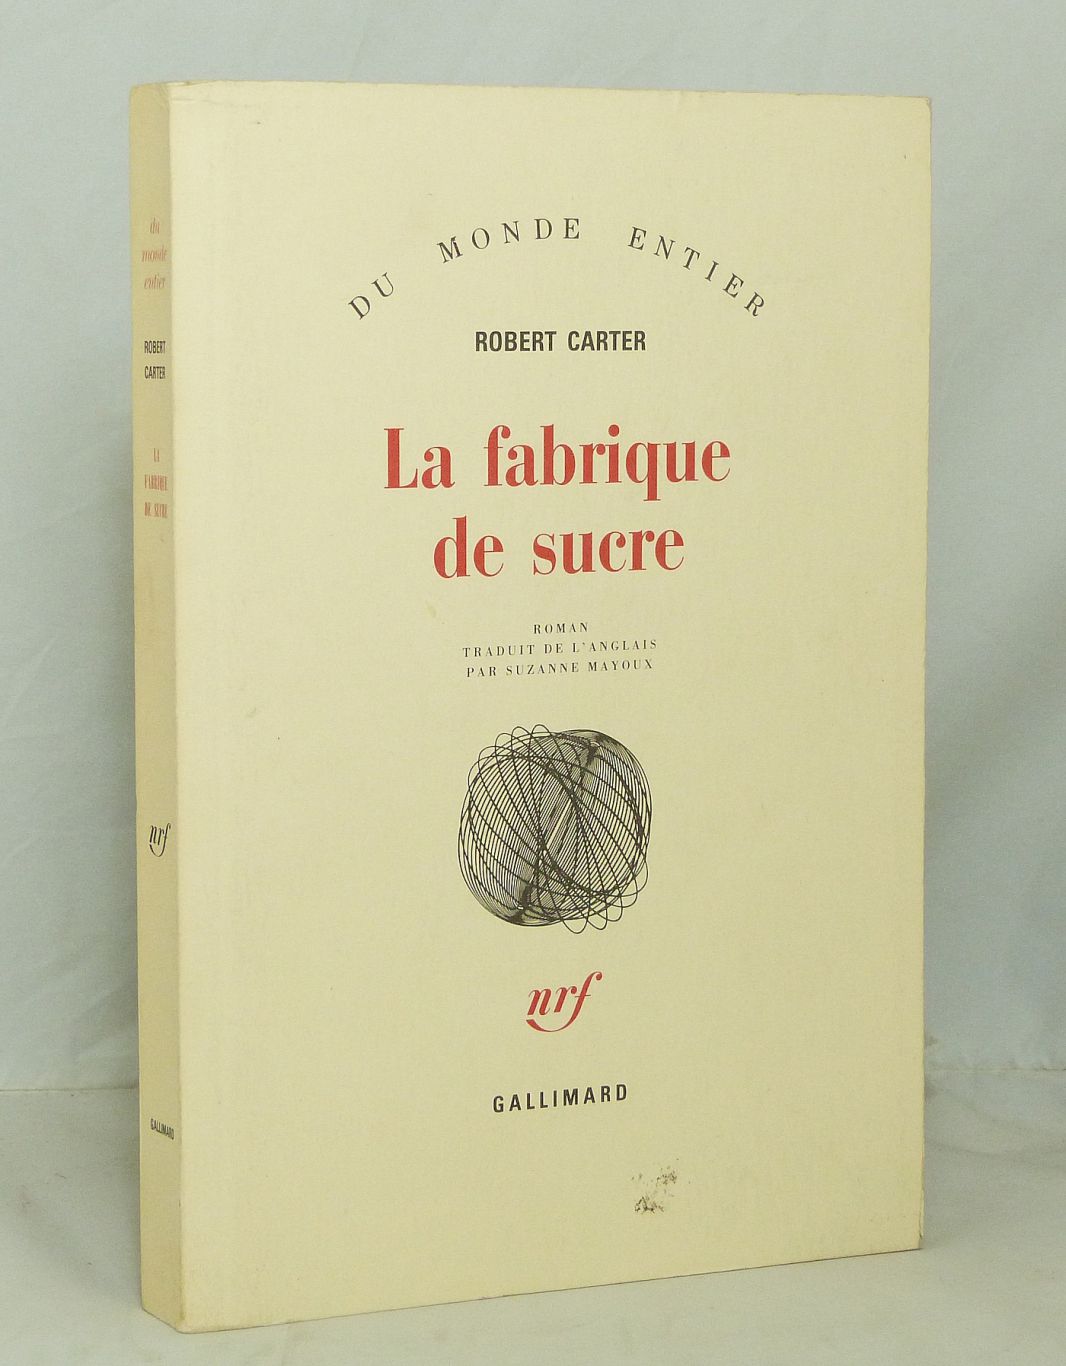 du
monde
entier
ROBERT
CARTER
LA
FABRIQUE
DE SUCRE
nrf
GALLIMARD
DU MONDE ENTIER
ROBERT CARTER
La fabrique
de sucre
ROMAN
TRADUIT DE L'ANGLAIS
PAR SUZANNE MAYOUX
nrf
GALLIMARD